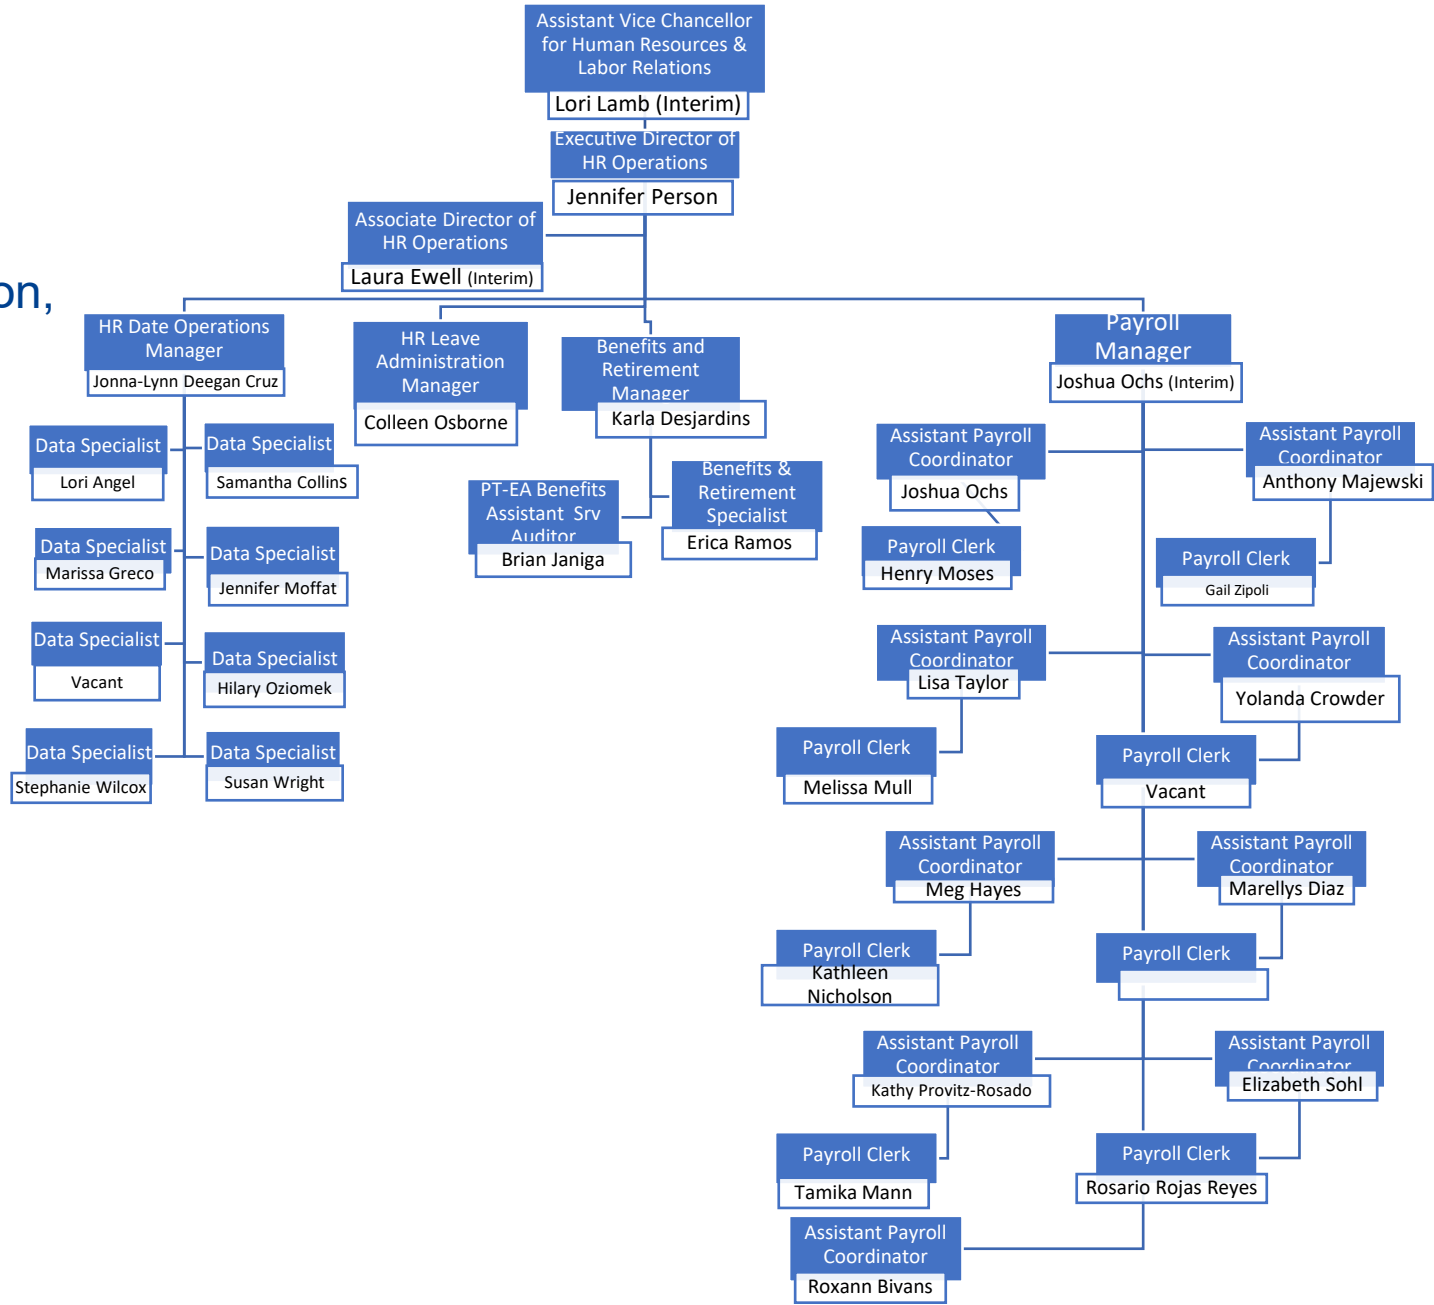 Assistant Vice Chancellor
for Human Resources &
Labor Relations
Lori Lamb (Interim)
Executive Director of
HR Operations
Jennifer Person
Associate Director of
HR Operations
Laura Ewell (Interim)
on,
HR Date Operations
Manager
Jonna-Lynn Deegan Cruz
HR Leave
Administration
Manager
Colleen Osborne
Benefits and
Retirement
Manager
Karla Desjardins
Payroll
Manager
Joshua Ochs (Interim)
Data Specialist
Lori Angel
Data Specialist
Samantha Collins
Data Specialist
Marissa Greco
Data Specialist
Jennifer Moffat
Data Specialist
Vacant
Data Specialist
Hilary Oziomek
Data Specialist
Stephanie Wilcox
Data Specialist
Susan Wright
PT-EA Benefits
Assistant Srv
Auditor
Brian Janiga
Benefits &
Retirement
Specialist
Erica Ramos
Assistant Payroll
Coordinator
Joshua Ochs
Payroll Clerk
Henry Moses
Assistant Payroll
Coordinator
Anthony Majewski
Payroll Clerk
Gail Zipoli
Assistant Payroll
Coordinator
Lisa Taylor
Payroll Clerk
Melissa Mull
Assistant Payroll
Coordinator
Yolanda Crowder
Payroll Clerk
Vacant
Assistant Payroll
Coordinator
Meg Hayes
Payroll Clerk
Kathleen
Nicholson
Assistant Payroll
Coordinator
Marellys Diaz
Payroll Clerk
Assistant Payroll
Coordinator
Kathy Provitz-Rosado
Payroll Clerk
Tamika Mann
Assistant Payroll
Coordinator
Elizabeth Sohl
Payroll Clerk
Rosario Rojas Reyes
Assistant Payroll
Coordinator
Roxann Bivans